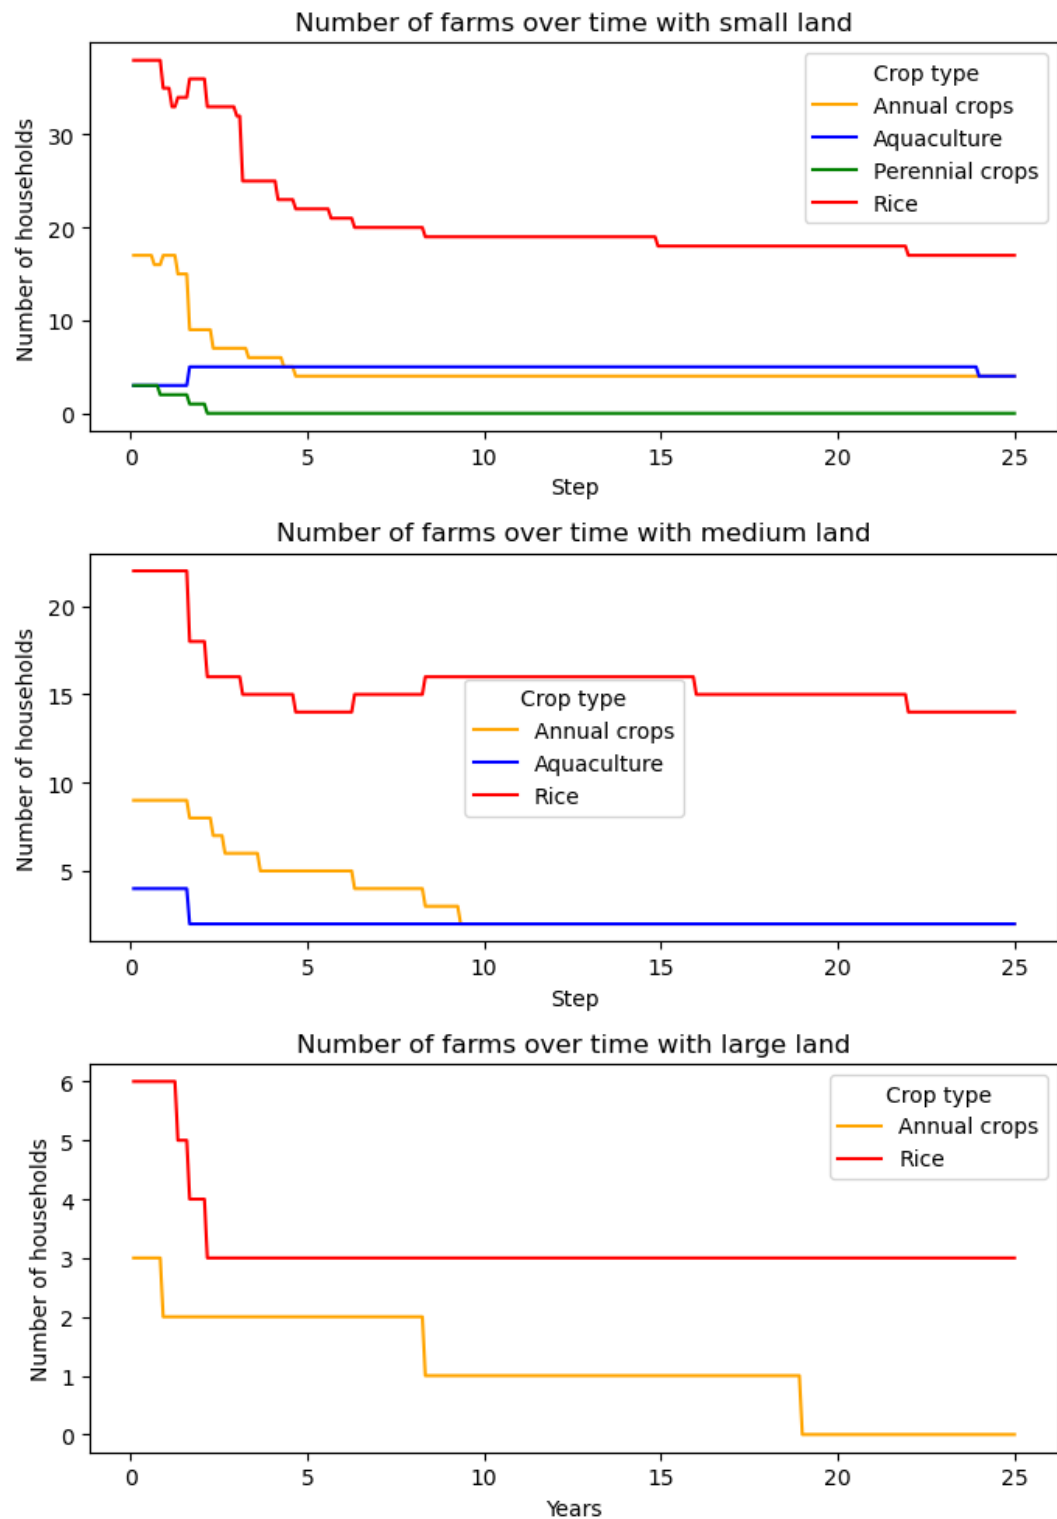 Number of farms over time with small land
Number of households
30
20
10
0
Crop type
Annual crops
Aquaculture
Perennial crops
Rice
0 5 10 15 20 25
Step
Number of farms over time with medium land
Number of households
20
15
10
5
Crop type
Annual crops
Aquaculture
Rice
0 5 10 15 20 25
Step
Number of farms over time with large land
Number of households
6
5
4
3
2
1
0
Crop type
Annual crops
Rice
0 5 10 15 20 25
Years